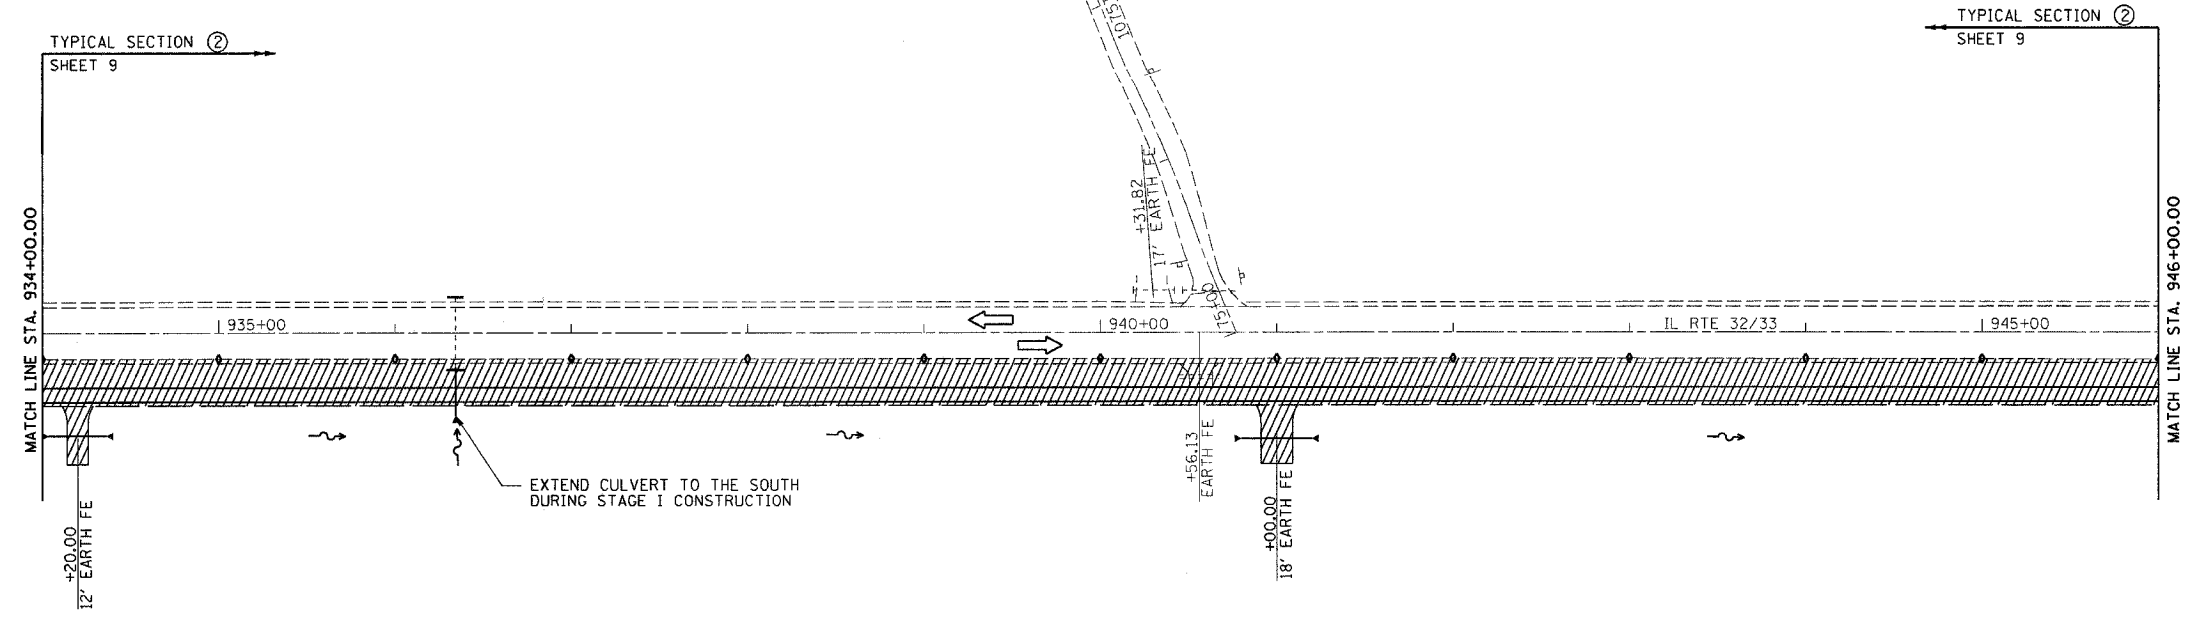 TYPICAL SECTION 2
SHEET 9
TYPICAL SECTION 2
SHEET 9
MATCH LINE STA. 934+00.00
MATCH LINE STA. 946+00.00
+31.82
17' EARTH FE
935+00
940+00
IL RTE 32/33
945+00
EXTEND CULVERT TO THE SOUTH
DURING STAGE I CONSTRUCTION
+56.13
EARTH FE
+20.00
12' EARTH FE
+00.00
18' EARTH FE